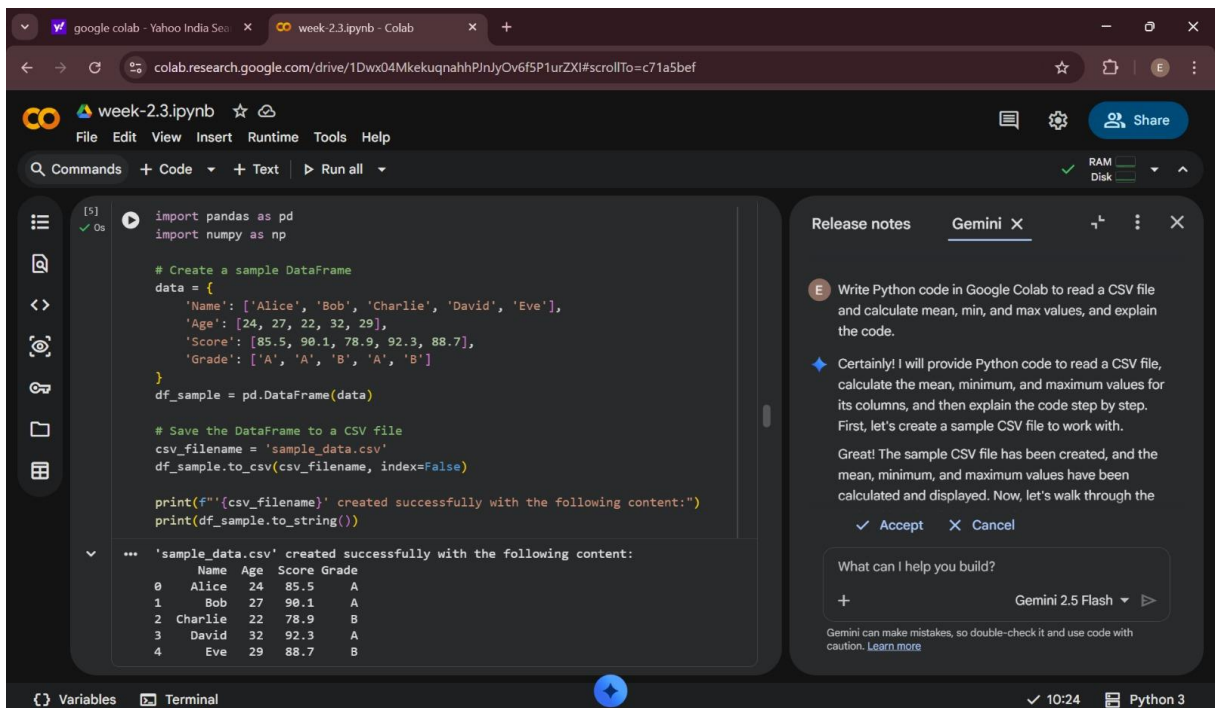 google colab - Yahoo India Sea
week-2.3.ipynb - Colab
colab.research.google.com/drive/1Dwx04MkekuqnahhPJnJyOv6f5P1urZXI#scrollTo=c71a5bef
E
CO
week-2.3.ipynb
File Edit View Insert Runtime Tools Help
Share
Commands + Code + Text Run all
RAM
Disk
[5]
0s
import pandas as pd
import numpy as np
# Create a sample DataFrame
data = {
'Name': ['Alice', 'Bob', 'Charlie', 'David', 'Eve'],
'Age': [24, 27, 22, 32, 29],
'Score': [85.5, 90.1, 78.9, 92.3, 88.7],
'Grade': ['A', 'A', 'B', 'A', 'B']
}
df_sample = pd.DataFrame(data)
# Save the DataFrame to a CSV file
csv_filename = 'sample_data.csv'
df_sample.to_csv(csv_filename, index=False)
print(f"'{csv_filename}' created successfully with the following content:")
print(df_sample.to_string())
'sample_data.csv' created successfully with the following content:
Name Age Score Grade
0 Alice 24 85.5 A
1 Bob 27 90.1 A
2 Charlie 22 78.9 B
3 David 32 92.3 A
4 Eve 29 88.7 B
Release notes Gemini
E
Write Python code in Google Colab to read a CSV file
and calculate mean, min, and max values, and explain
the code.
Certainly! I will provide Python code to read a CSV file,
calculate the mean, minimum, and maximum values for
its columns, and then explain the code step by step.
First, let's create a sample CSV file to work with.
Great! The sample CSV file has been created, and the
mean, minimum, and maximum values have been
calculated and displayed. Now, let's walk through the
Accept Cancel
What can I help you build?
+ Gemini 2.5 Flash
Gemini can make mistakes, so double-check it and use code with
caution. Learn more
{} Variables Terminal
10:24 Python 3